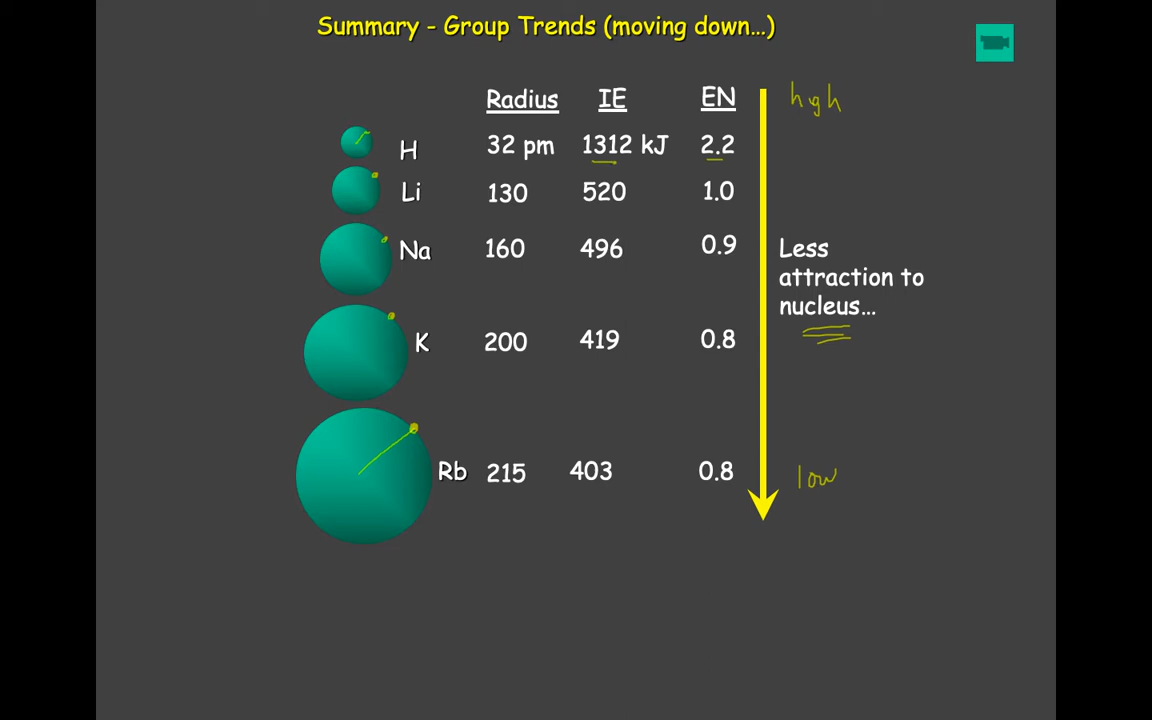 Summary - Group Trends (moving down...)
Radius IE EN
high
H 32 pm 1312 kJ 2.2
Li 130 520 1.0
Na 160 496 0.9
Less
attraction to
nucleus...
K 200 419 0.8
Rb 215 403 0.8
low